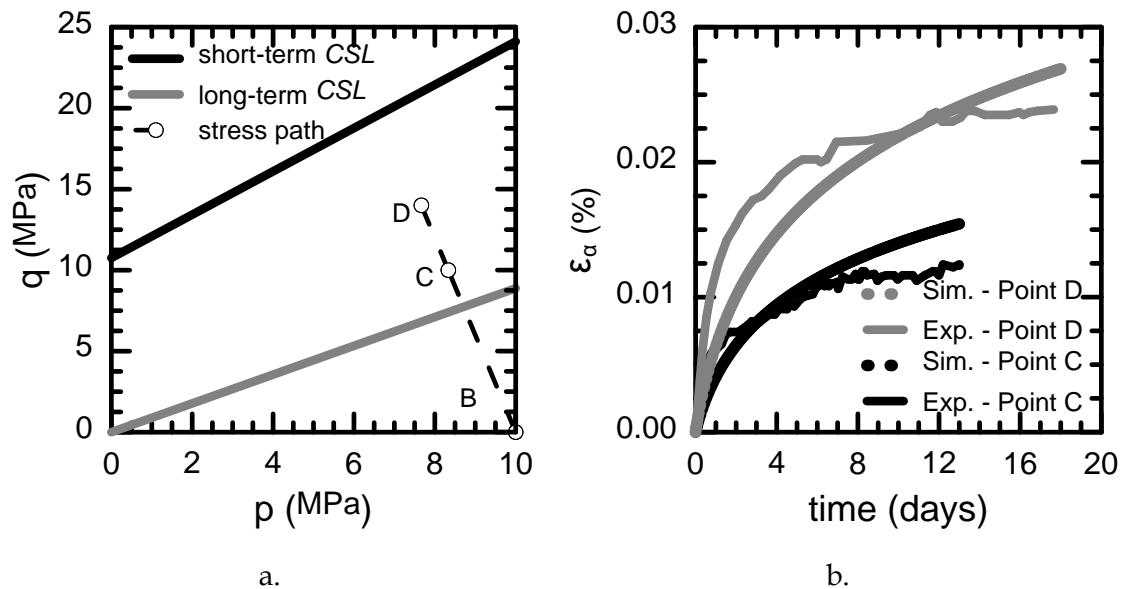 25
20
15
10
5
0
q (MPa)
short-term CSL
long-term CSL
stress path
D
C
B
0 2 4 6 8 10
p (MPa)
a.
0.03
0.02
0.01
0.00
εα (%)
Sim. - Point D
Exp. - Point D
Sim. - Point C
Exp. - Point C
0 4 8 12 16 20
time (days)
b.